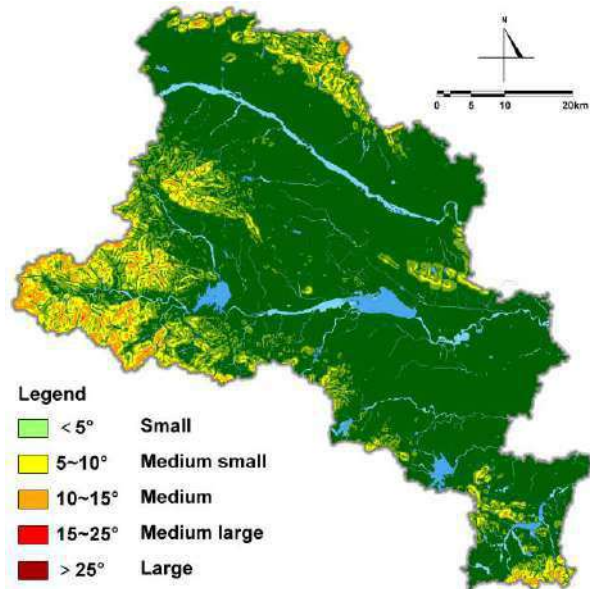 N
0 2 5 10 20km
Legend
< 5° Small
5~10° Medium small
10~15° Medium
15~25° Medium large
> 25° Large